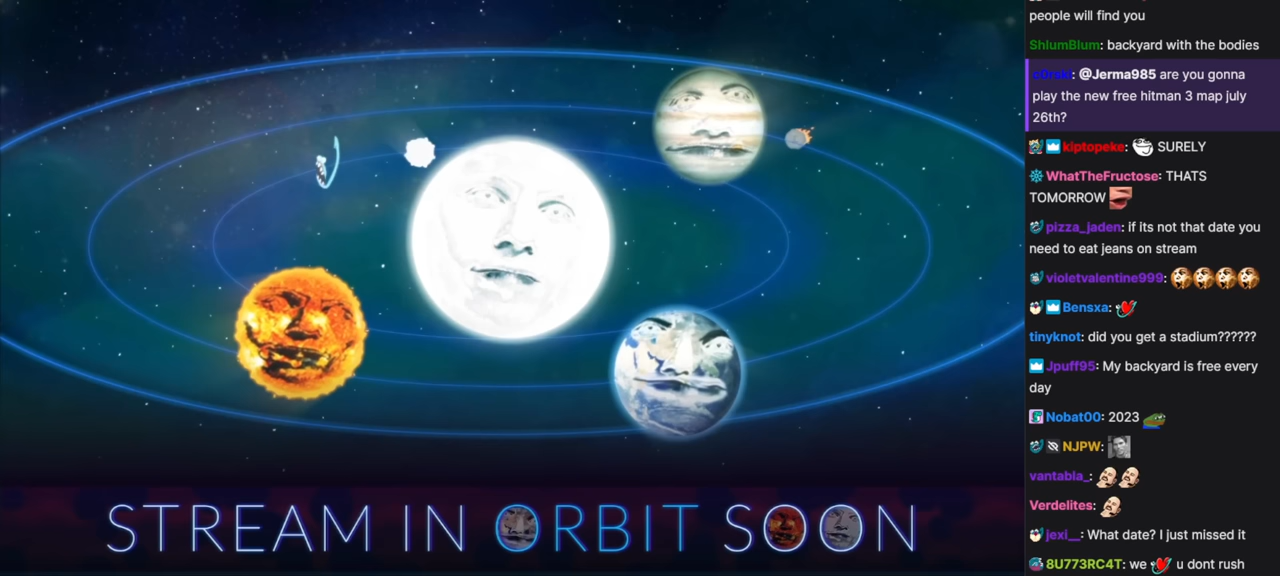 STREAM IN ORBIT SOON
people will find you
ShlumBlum: backyard with the bodies
c0rski: @Jerma985 are you gonna
play the new free hitman 3 map july
26th?
kiptopeke: SURELY
WhatTheFructose: THATS
TOMORROW
pizza_jaden: if its not that date you
need to eat jeans on stream
violetvalentine999:
Bensxa:
tinyknot: did you get a stadium??????
Jpuff95: My backyard is free every
day
Nobat00: 2023
NJPW:
vantabla_:
Verdelites:
jexi__: What date? I just missed it
8U773RC4T: we u dont rush